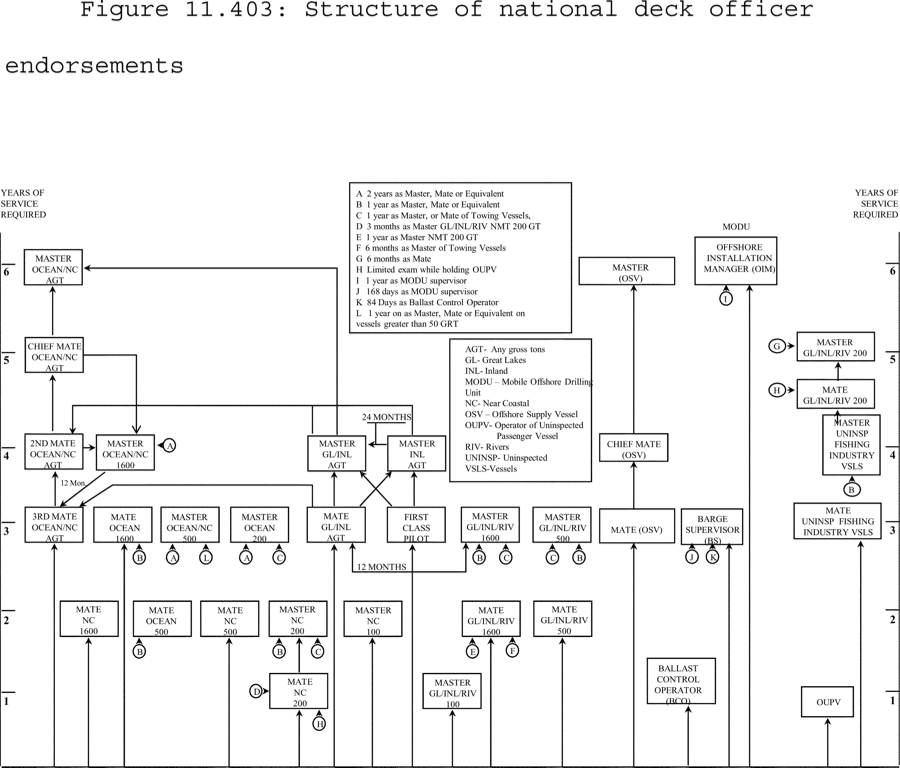 Figure 11.403: Structure of national deck officer
endorsements
YEARS OF
SERVICE
REQUIRED
A 2 years as Master, Mate or Equivalent
B 1 year as Master, Mate or Equivalent
C 1 year as Master, or Mate of Towing Vessels,
D 3 months as Master GL/INL/RIV NMT 200 GT
E 1 year as Master NMT 200 GT
F 6 months as Master of Towing Vessels
G 6 months as Mate
H Limited exam while holding OUPV
I 1 year as MODU supervisor
J 168 days as MODU supervisor
K 84 Days as Ballast Control Operator
L 1 year on as Master, Mate or Equivalent on
vessels greater than 50 GRT
YEARS OF
SERVICE
REQUIRED
MODU
6
MASTER
OCEAN/NC
AGT
MASTER
(OSV)
OFFSHORE
INSTALLATION
MANAGER (OIM)
I
6
AGT- Any gross tons
GL- Great Lakes
INL- Inland
MODU – Mobile Offshore Drilling
Unit
NC- Near Coastal
OSV – Offshore Supply Vessel
OUPV- Operator of Uninspected
Passenger Vessel
RIV- Rivers
UNINSP- Uninspected
VSLS-Vessels
5
CHIEF MATE
OCEAN/NC
AGT
G
MASTER
GL/INL/RIV 200
5
H
MATE
GL/INL/RIV 200
24 MONTHS
4
2ND MATE
OCEAN/NC
AGT
MASTER
OCEAN/NC
1600
A
MASTER
GL/INL
AGT
MASTER
INL
AGT
CHIEF MATE
(OSV)
MASTER
UNINSP
FISHING
INDUSTRY
VSLS
B
4
12 Mon.
3
3RD MATE
OCEAN/NC
AGT
MATE
OCEAN
1600
B
MASTER
OCEAN/NC
500
A
L
MASTER
OCEAN
200
A
C
MATE
GL/INL
AGT
FIRST
CLASS
PILOT
MASTER
GL/INL/RIV
1600
B
C
MASTER
GL/INL/RIV
500
C
B
MATE (OSV)
BARGE
SUPERVISOR
(BS)
J
K
MATE
UNINSP FISHING
INDUSTRY VSLS
3
12 MONTHS
2
MATE
NC
1600
MATE
OCEAN
500
B
MATE
NC
500
MASTER
NC
200
B
C
MASTER
NC
100
MATE
GL/INL/RIV
1600
E
F
MATE
GL/INL/RIV
500
2
1
D
MATE
NC
200
H
MASTER
GL/INL/RIV
100
BALLAST
CONTROL
OPERATOR
(BCO)
OUPV
1